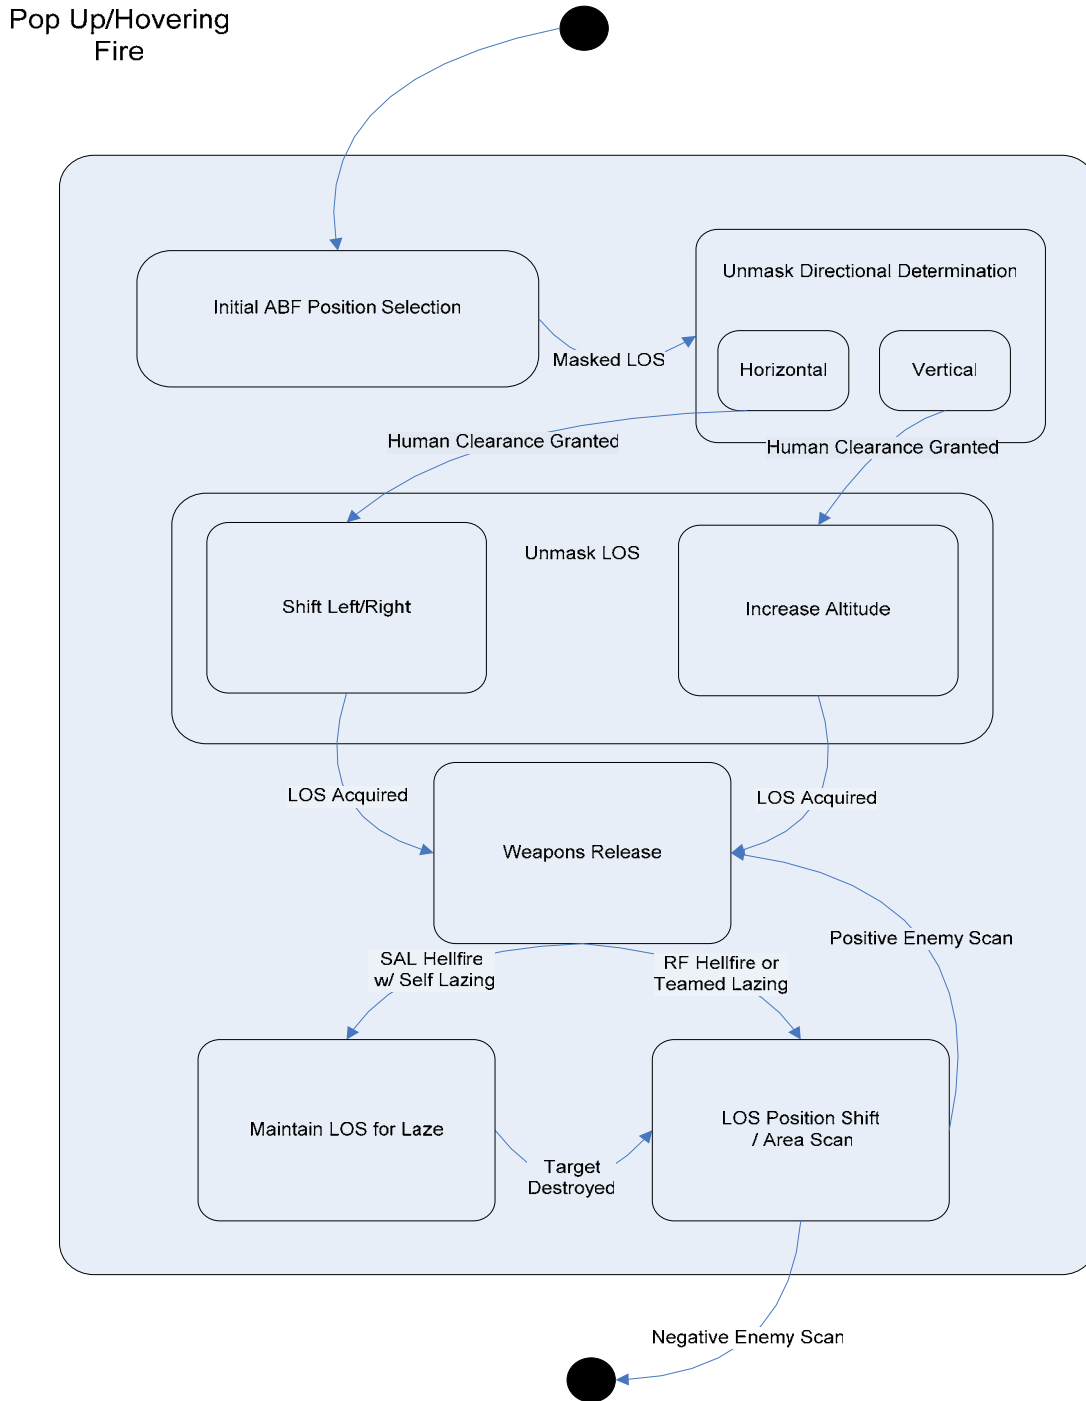 Pop Up/Hovering
Fire
Initial ABF Position Selection
Unmask Directional Determination
Masked LOS
Horizontal
Vertical
Human Clearance Granted
Human Clearance Granted
Unmask LOS
Shift Left/Right
Increase Altitude
LOS Acquired
LOS Acquired
Weapons Release
Positive Enemy Scan
SAL Hellfire
w/ Self Lazing
RF Hellfire or
Teamed Lazing
Maintain LOS for Laze
LOS Position Shift
/ Area Scan
Target
Destroyed
Negative Enemy Scan